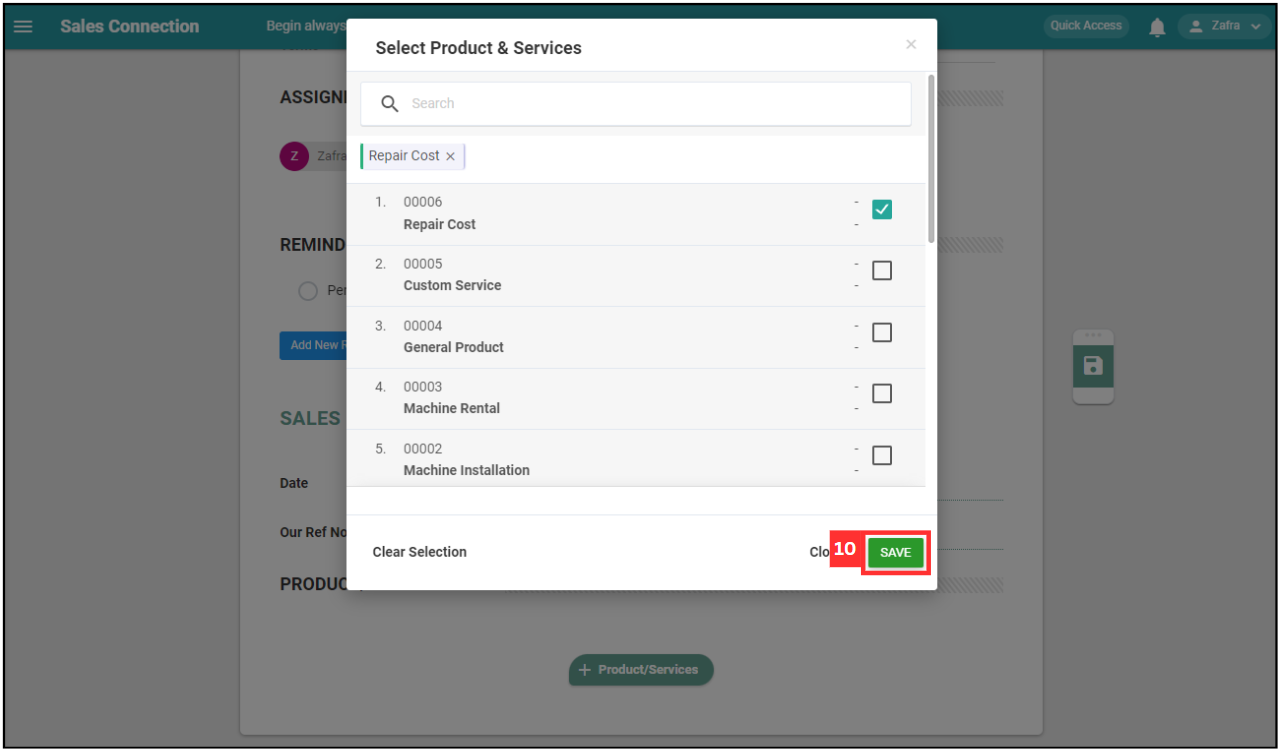 Sales Connection
Begin always
Quick Access
Zafra
Select Product & Services
×
Search
ASSIGN
Z
Zafra
Repair Cost ×
1. 00006 -
Repair Cost -
REMIND
2. 00005 -
Custom Service -
Per
3. 00004 -
General Product -
Add New R
4. 00003 -
Machine Rental -
SALES
5. 00002 -
Machine Installation -
Date
Our Ref No
Clear Selection
Clo
10
SAVE
PRODUC
+ Product/Services